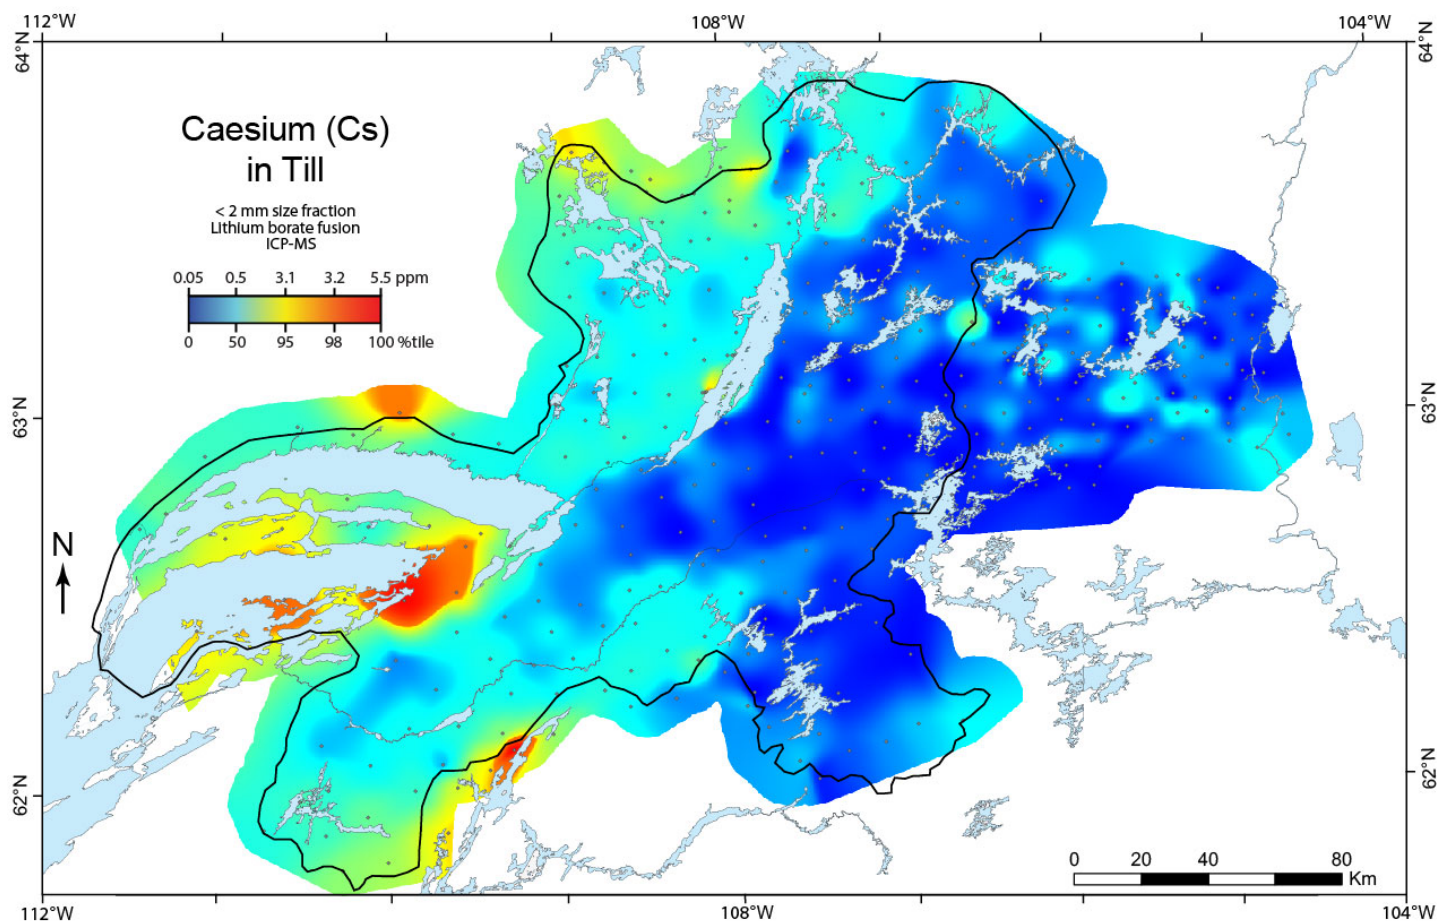 112°W 108°W 104°W
64°N 64°N
Caesium (Cs)
in Till
< 2 mm size fraction
Lithium borate fusion
ICP-MS
0.05 0.5 3.1 3.2 5.5 ppm
0 50 95 98 100 %tile
63°N 63°N
N
62°N 62°N
0 20 40 80
Km
112°W 108°W 104°W